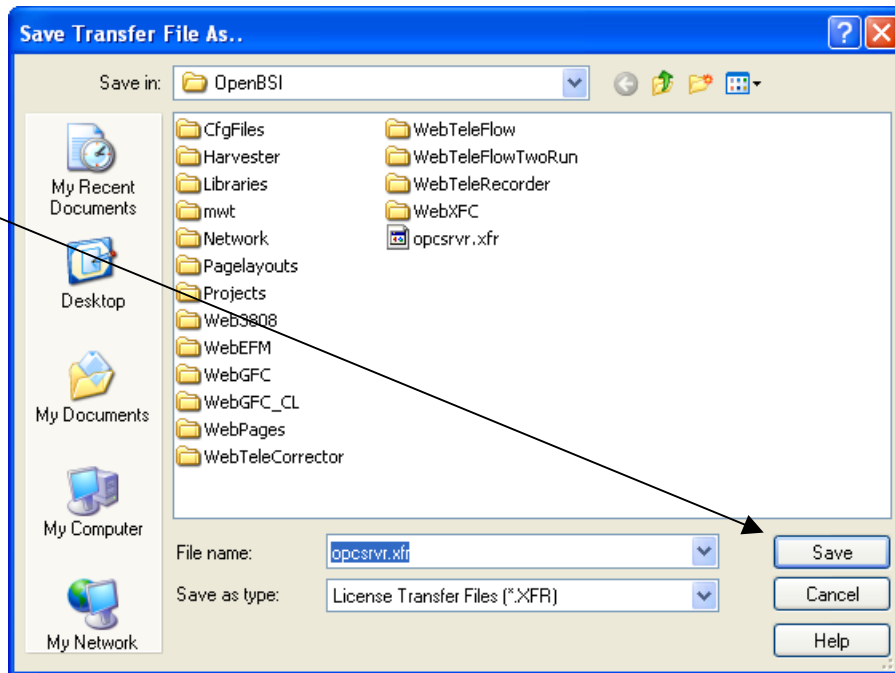 Save Transfer File As..
Save in:
OpenBSI
My Recent
Documents
Desktop
My Documents
My Computer
My Network
CfgFiles
Harvester
Libraries
mwt
Network
Pagelayouts
Projects
Web3808
WebEFM
WebGFC
WebGFC_CL
WebPages
WebTeleCorrector
WebTeleFlow
WebTeleFlowTwoRun
WebTeleRecorder
WebXFC
opcsrvr.xfr
File name:
opcsrvr.xfr
Save
Save as type:
License Transfer Files (*.XFR)
Cancel
Help